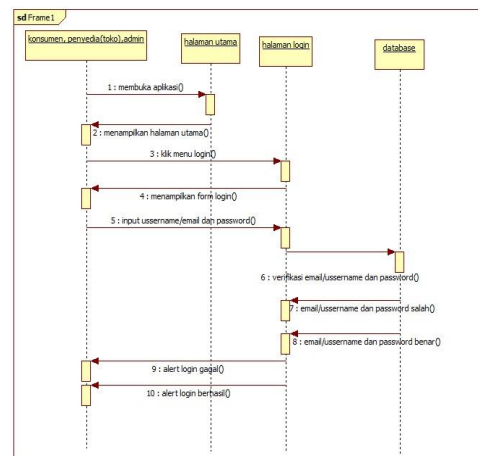 sd Frame1
konsumen, penyedia(toko),admin
halaman utama
halaman login
database
1 : membuka aplikasi()
2 : menampilkan halaman utama()
3 : klik menu login()
4 : menampilkan form login()
5 : input ussername/email dan password()
6 : verifikasi email/ussername dan password()
7 : email/ussername dan password salah()
8 : email/ussername dan password benar()
9 : alert login gagal()
10 : alert login berhasil()